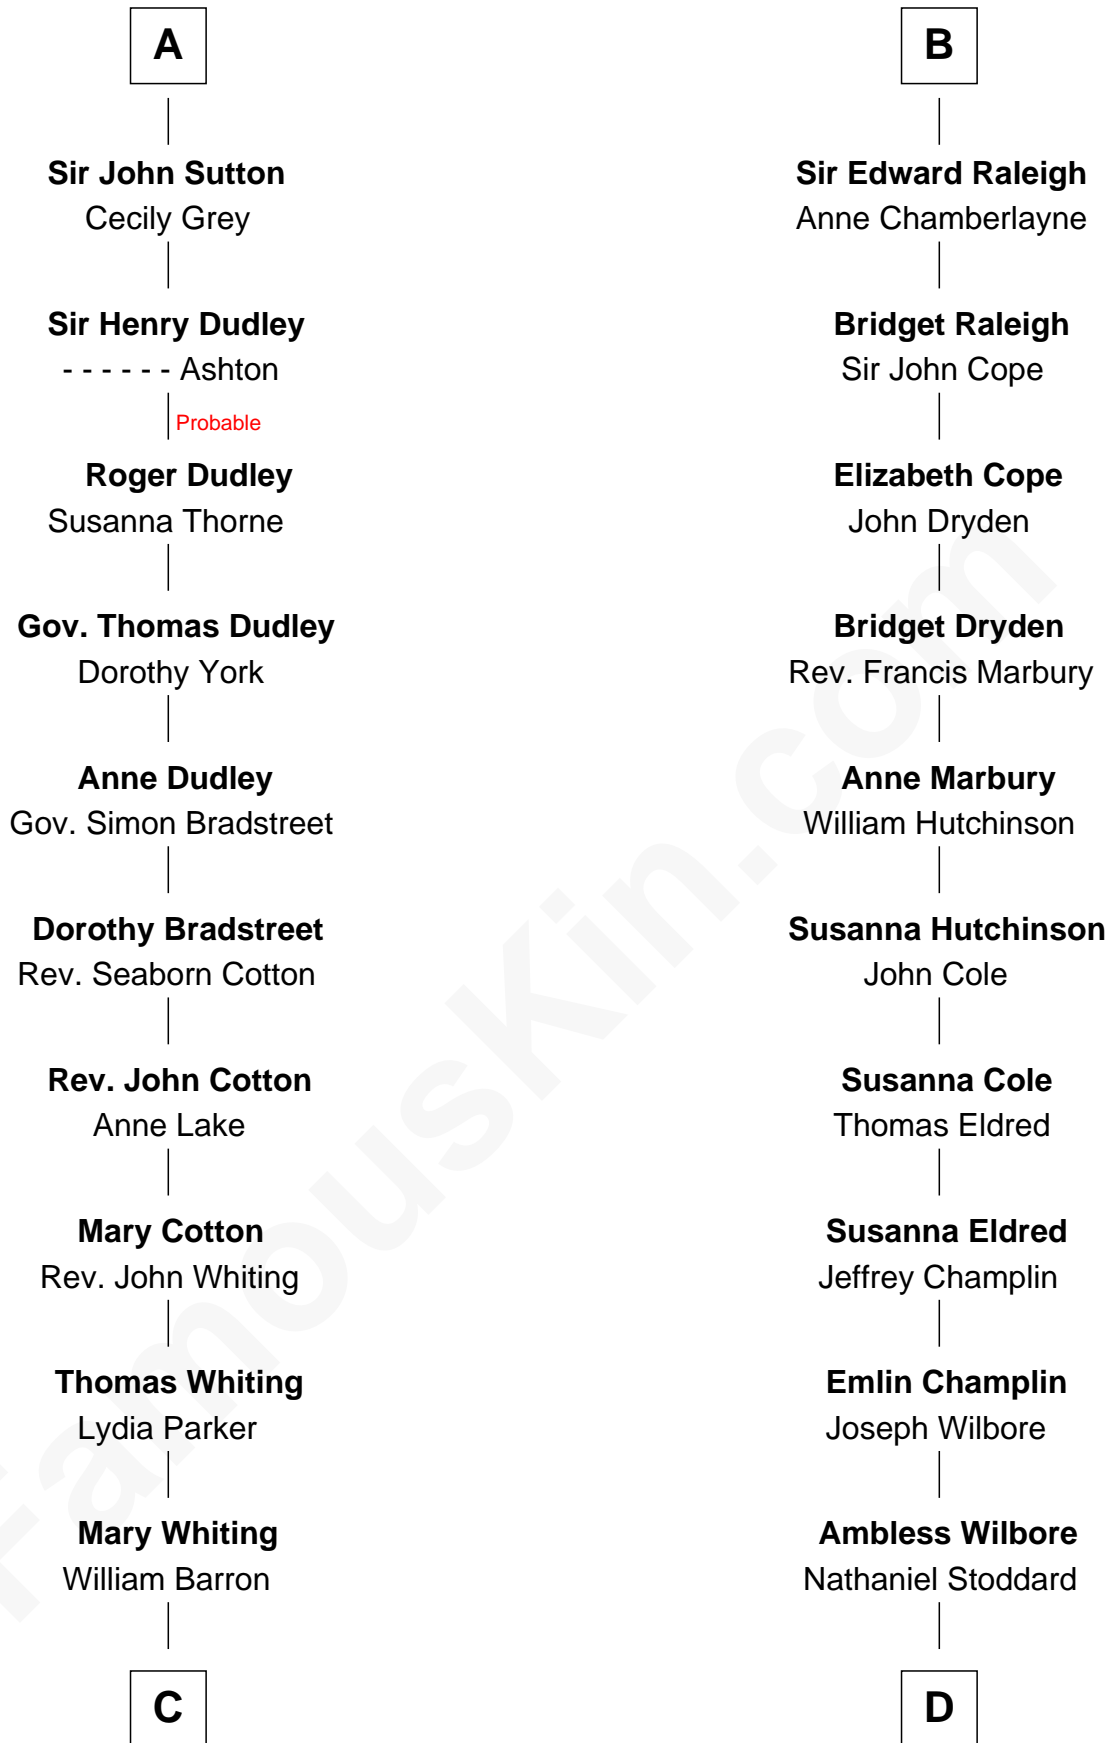 A
Sir John Sutton
Cecily Grey
Sir Henry Dudley
- - - - - - Ashton
Probable
Roger Dudley
Susanna Thorne
Gov. Thomas Dudley
Dorothy York
Anne Dudley
Gov. Simon Bradstreet
Dorothy Bradstreet
Rev. Seaborn Cotton
Rev. John Cotton
Anne Lake
Mary Cotton
Rev. John Whiting
Thomas Whiting
Lydia Parker
Mary Whiting
William Barron
C
B
Sir Edward Raleigh
Anne Chamberlayne
Bridget Raleigh
Sir John Cope
Elizabeth Cope
John Dryden
Bridget Dryden
Rev. Francis Marbury
Anne Marbury
William Hutchinson
Susanna Hutchinson
John Cole
Susanna Cole
Thomas Eldred
Susanna Eldred
Jeffrey Champlin
Emlin Champlin
Joseph Wilbore
Ambless Wilbore
Nathaniel Stoddard
D
FamousKin.com